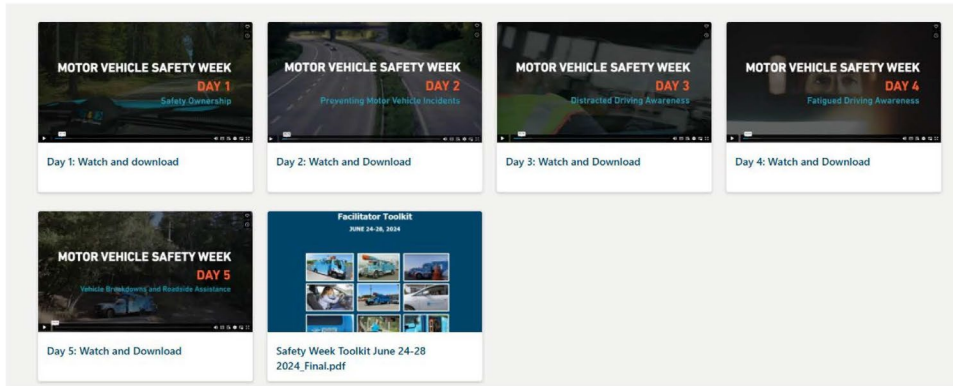 MOTOR VEHICLE SAFETY WEEK
DAY 1
Safety Ownership
Day 1: Watch and download
MOTOR VEHICLE SAFETY WEEK
DAY 2
Preventing Motor Vehicle Incidents
Day 2: Watch and Download
MOTOR VEHICLE SAFETY WEEK
DAY 3
Distracted Driving Awareness
Day 3: Watch and Download
MOTOR VEHICLE SAFETY WEEK
DAY 4
Fatigued Driving Awareness
Day 4: Watch and Download
MOTOR VEHICLE SAFETY WEEK
DAY 5
Vehicle Breakdowns and Roadside Assistance
Day 5: Watch and Download
Facilitator Toolkit
JUNE 24-28, 2024
Safety Week Toolkit June 24-28
2024_Final.pdf